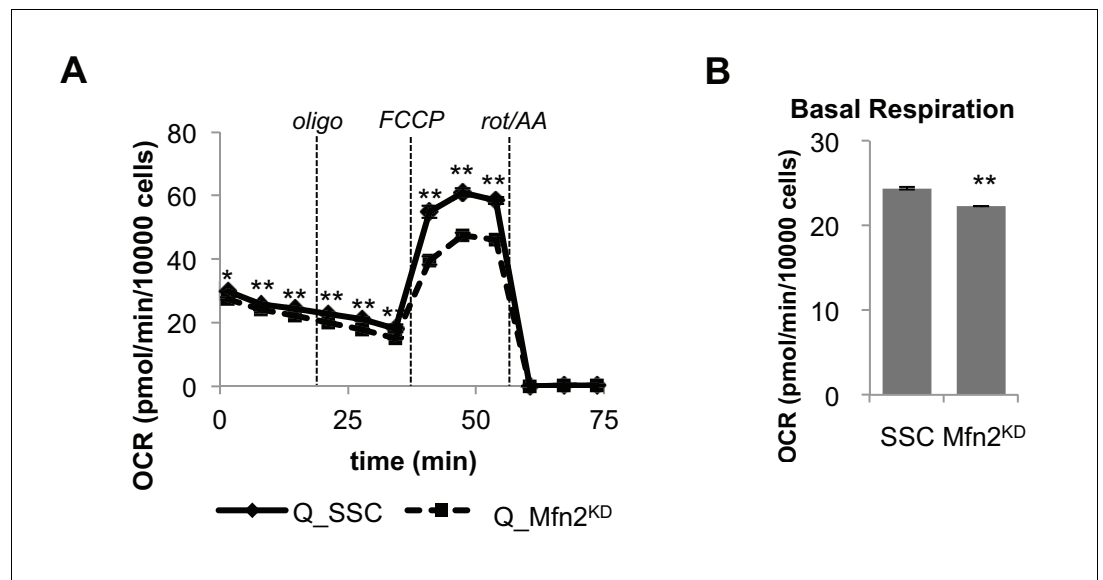 A
oligo FCCP rot/AA
OCR (pmol/min/10000 cells)
80
60
40
20
0
* ** ** ** ** ** ** ** **
0 25 50 75
time (min)
Q_SSC Q_Mfn2KD
B
Basal Respiration
OCR (pmol/min/10000 cells)
30
20
10
0
**
SSC Mfn2KD